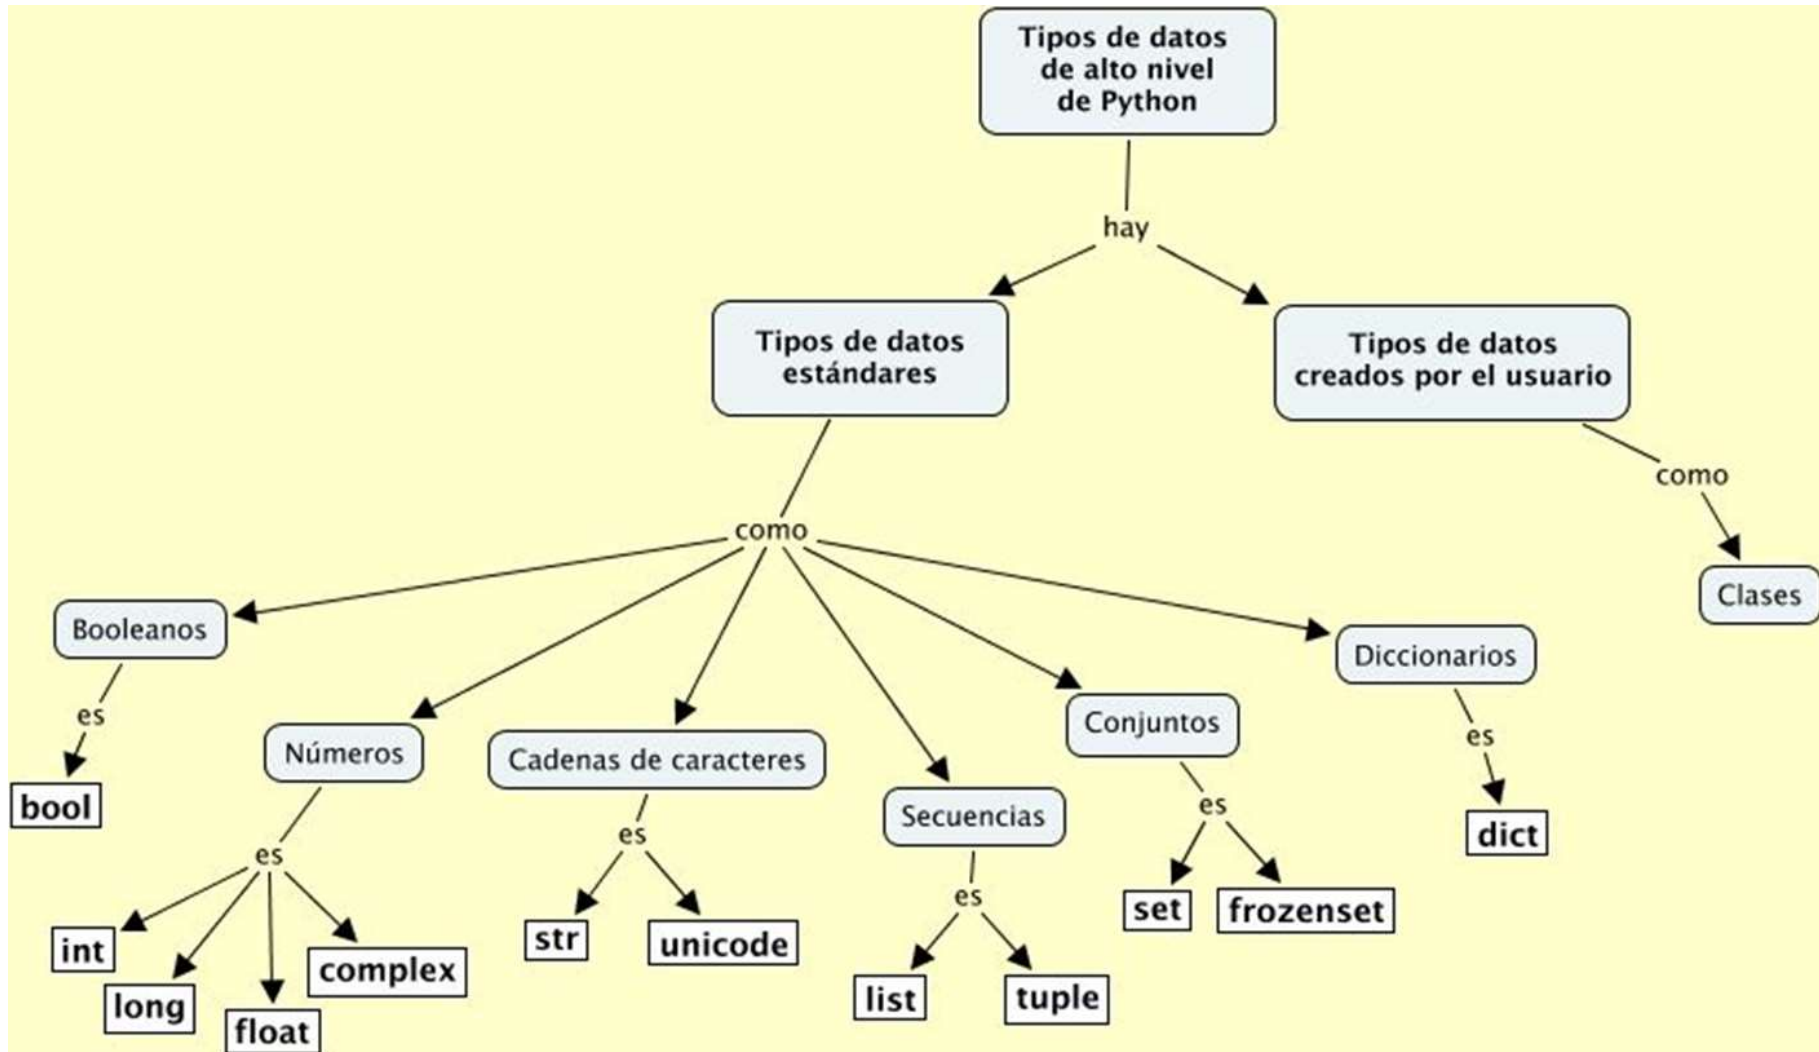 Tipos de datos
de alto nivel
de Python
hay
Tipos de datos
estándares
Tipos de datos
creados por el usuario
como
como
Clases
Booleanos
Diccionarios
es
Números
Cadenas de caracteres
Conjuntos
es
bool
Secuencias
es
es
es
dict
es
set
frozenset
int
str
unicode
complex
list
tuple
long
float